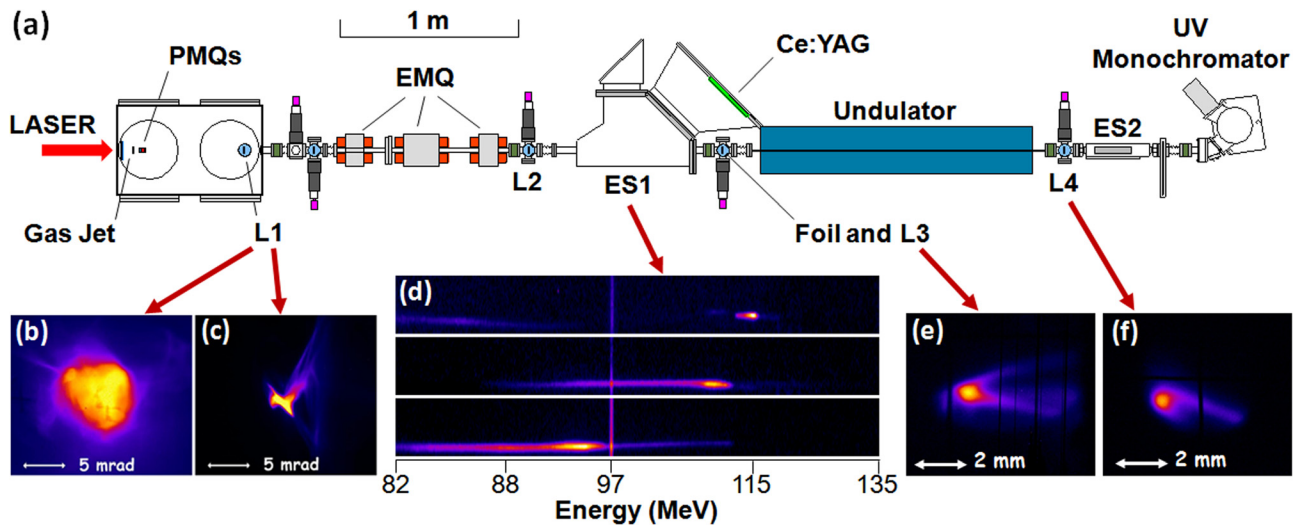 (a)
1 m
PMQs
EMQ
Ce:YAG
UV
Monochromator
LASER
Undulator
ES2
L2
ES1
L4
Gas Jet
L1
Foil and L3
(b)
5 mrad
(c)
5 mrad
(d)
82
88
97
115
135
Energy (MeV)
(e)
2 mm
(f)
2 mm